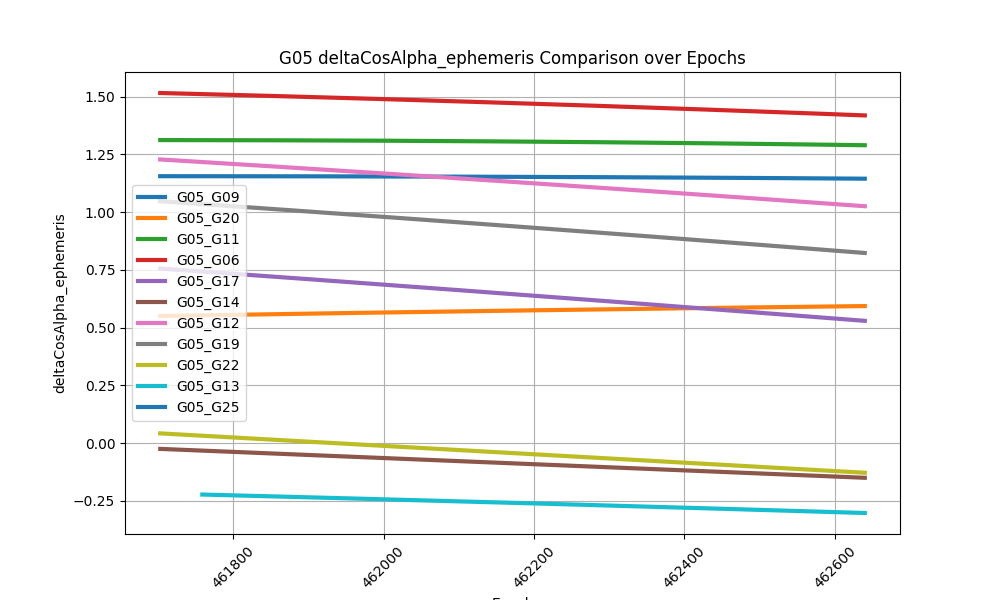 G05 deltaCosAlpha_ephemeris Comparison over Epochs
deltaCosAlpha_ephemeris
1.50
1.25
1.00
0.75
0.50
0.25
0.00
−0.25
G05_G09
G05_G20
G05_G11
G05_G06
G05_G17
G05_G14
G05_G12
G05_G19
G05_G22
G05_G13
G05_G25
461800
462000
462200
462400
462600